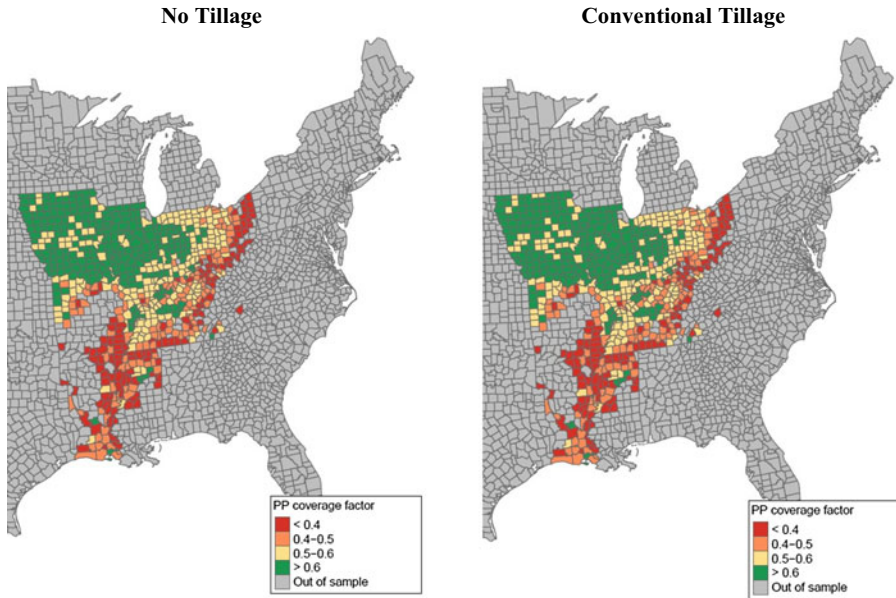 No Tillage
Conventional Tillage
PP coverage factor
< 0.4
0.4–0.5
0.5–0.6
> 0.6
Out of sample
PP coverage factor
< 0.4
0.4–0.5
0.5–0.6
> 0.6
Out of sample